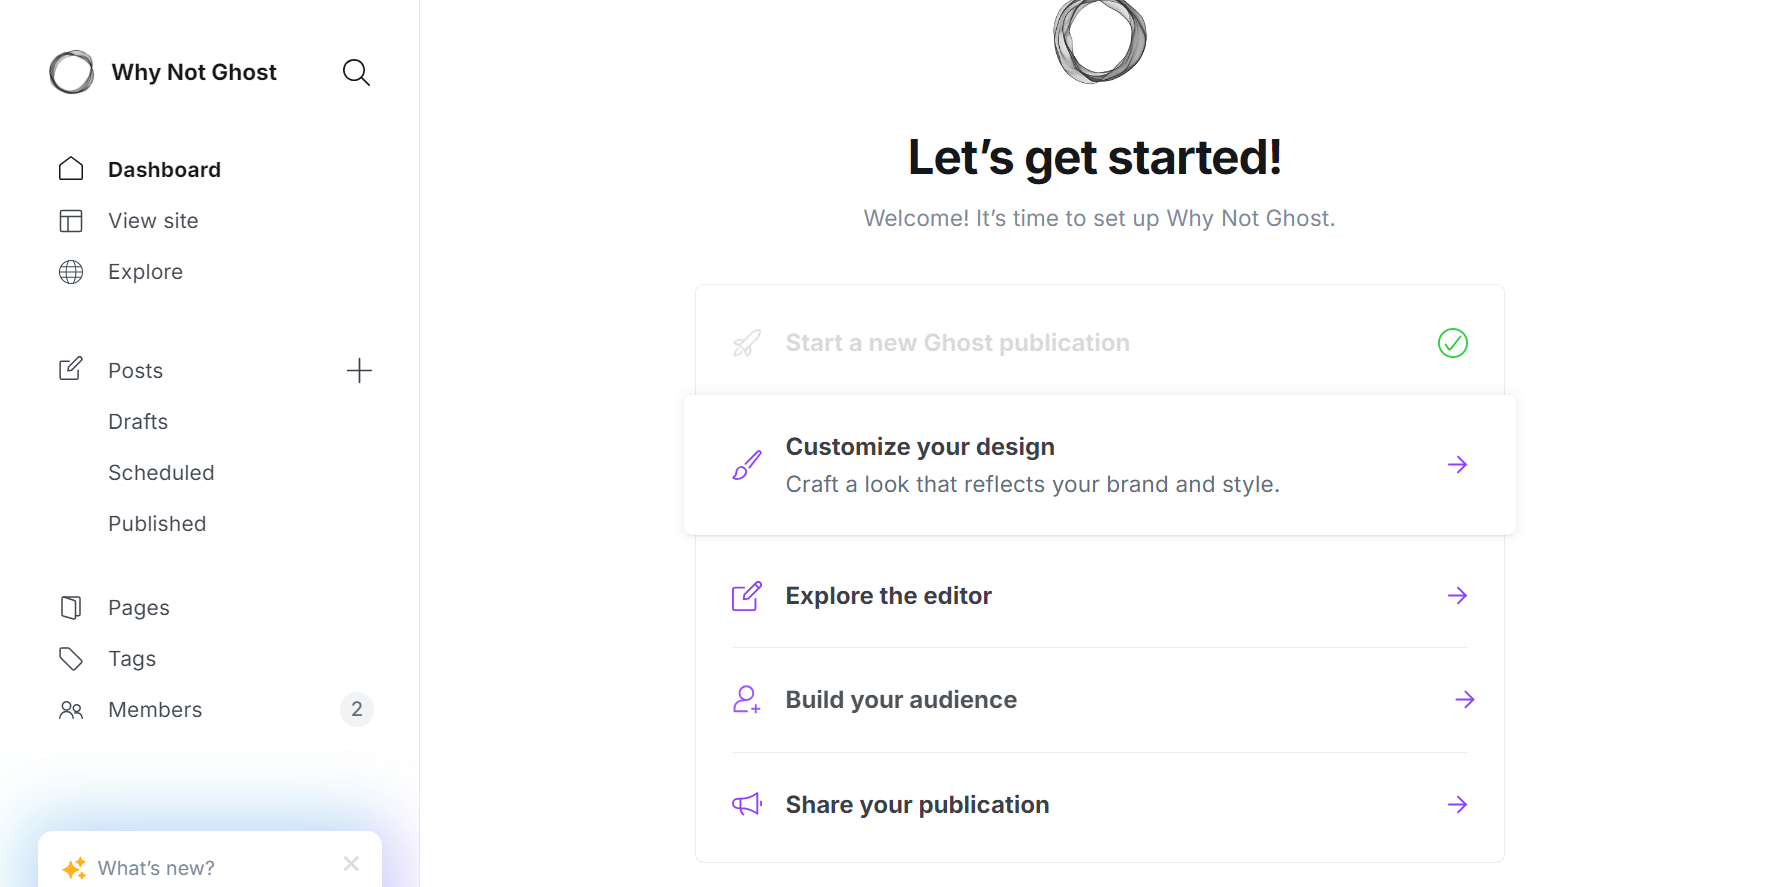 Why Not Ghost
Dashboard
View site
Explore
Posts
Drafts
Scheduled
Published
Pages
Tags
Members
2
What’s new?
Let’s get started!
Welcome! It’s time to set up Why Not Ghost.
Start a new Ghost publication
Customize your design
Craft a look that reflects your brand and style.
Explore the editor
Build your audience
Share your publication